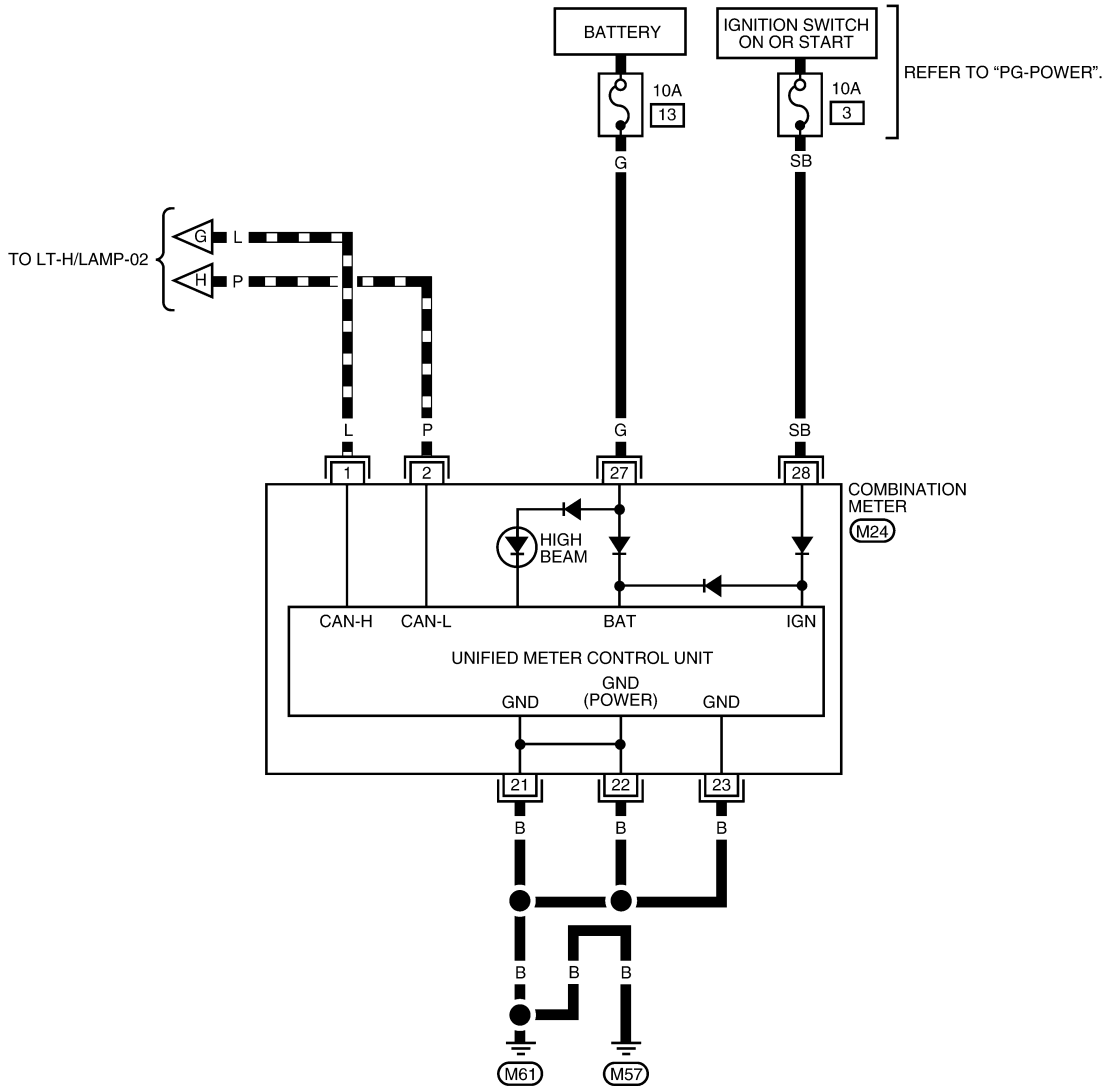 BATTERY
IGNITION SWITCH
ON OR START
REFER TO “PG-POWER”.
10A
13
10A
3
G
SB
TO LT-H/LAMP-02
G
L
H
P
L
P
G
SB
1
2
27
28
COMBINATION
METER
M24
HIGH
BEAM
CAN-H
CAN-L
BAT
IGN
UNIFIED METER CONTROL UNIT
GND
GND
(POWER)
GND
21
22
23
B
B
B
B
B
B
M61
M57